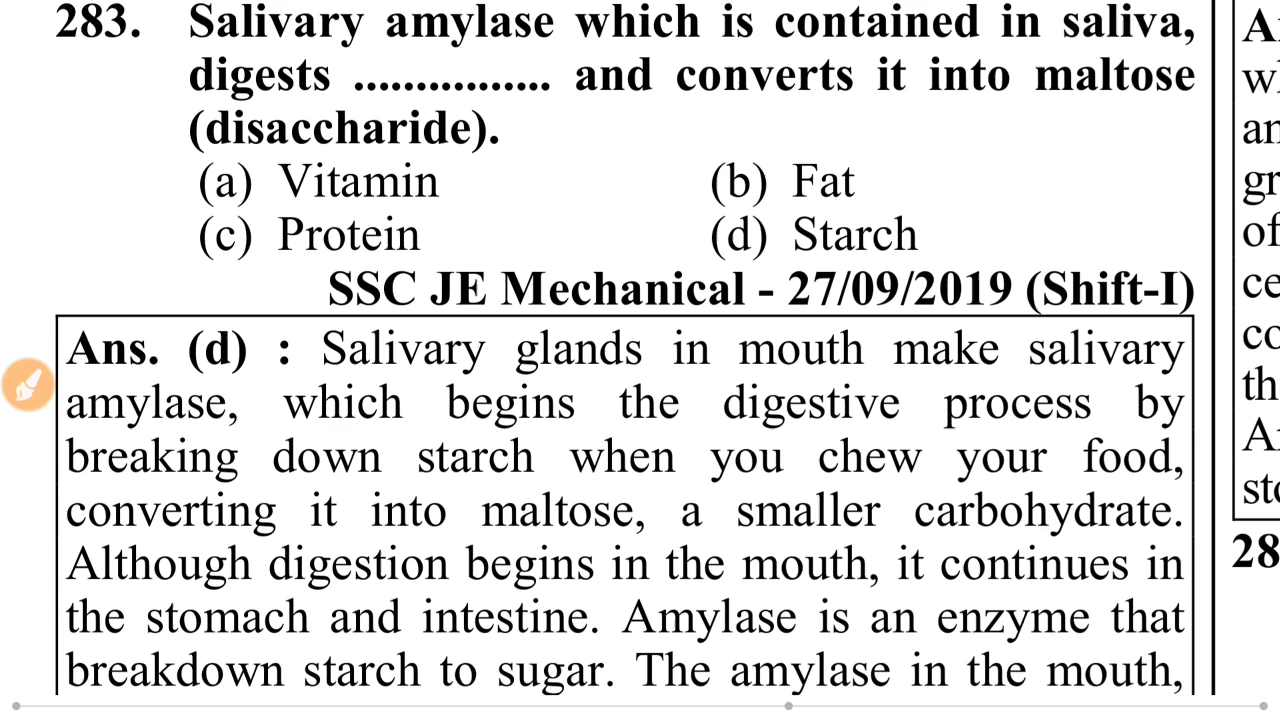 283. Salivary amylase which is contained in saliva,
digests ................ and converts it into maltose
(disaccharide).
(a) Vitamin (b) Fat
(c) Protein (d) Starch
SSC JE Mechanical - 27/09/2019 (Shift-I)
Ans. (d) : Salivary glands in mouth make salivary
amylase, which begins the digestive process by
breaking down starch when you chew your food,
converting it into maltose, a smaller carbohydrate.
Although digestion begins in the mouth, it continues in
the stomach and intestine. Amylase is an enzyme that
breakdown starch to sugar. The amylase in the mouth,
28